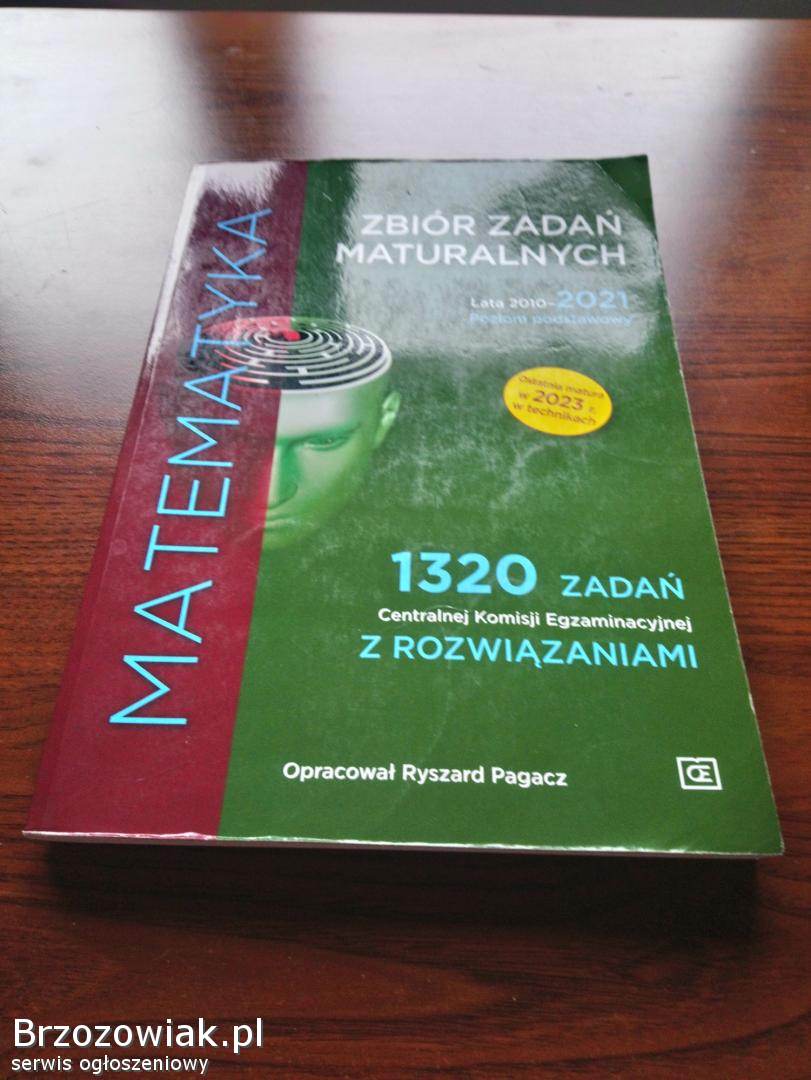 MATEMATYKA
ZBIÓR ZADAŃ
MATURALNYCH
Lata 2010–2021
Poziom podstawowy
Ostatnia matura
w 2023 r.
w technikach
1320 ZADAŃ
Centralnej Komisji Egzaminacyjnej
Z ROZWIĄZANIAMI
Opracował Ryszard Pagacz
OE
Brzozowiak.pl
serwis ogłoszeniowy